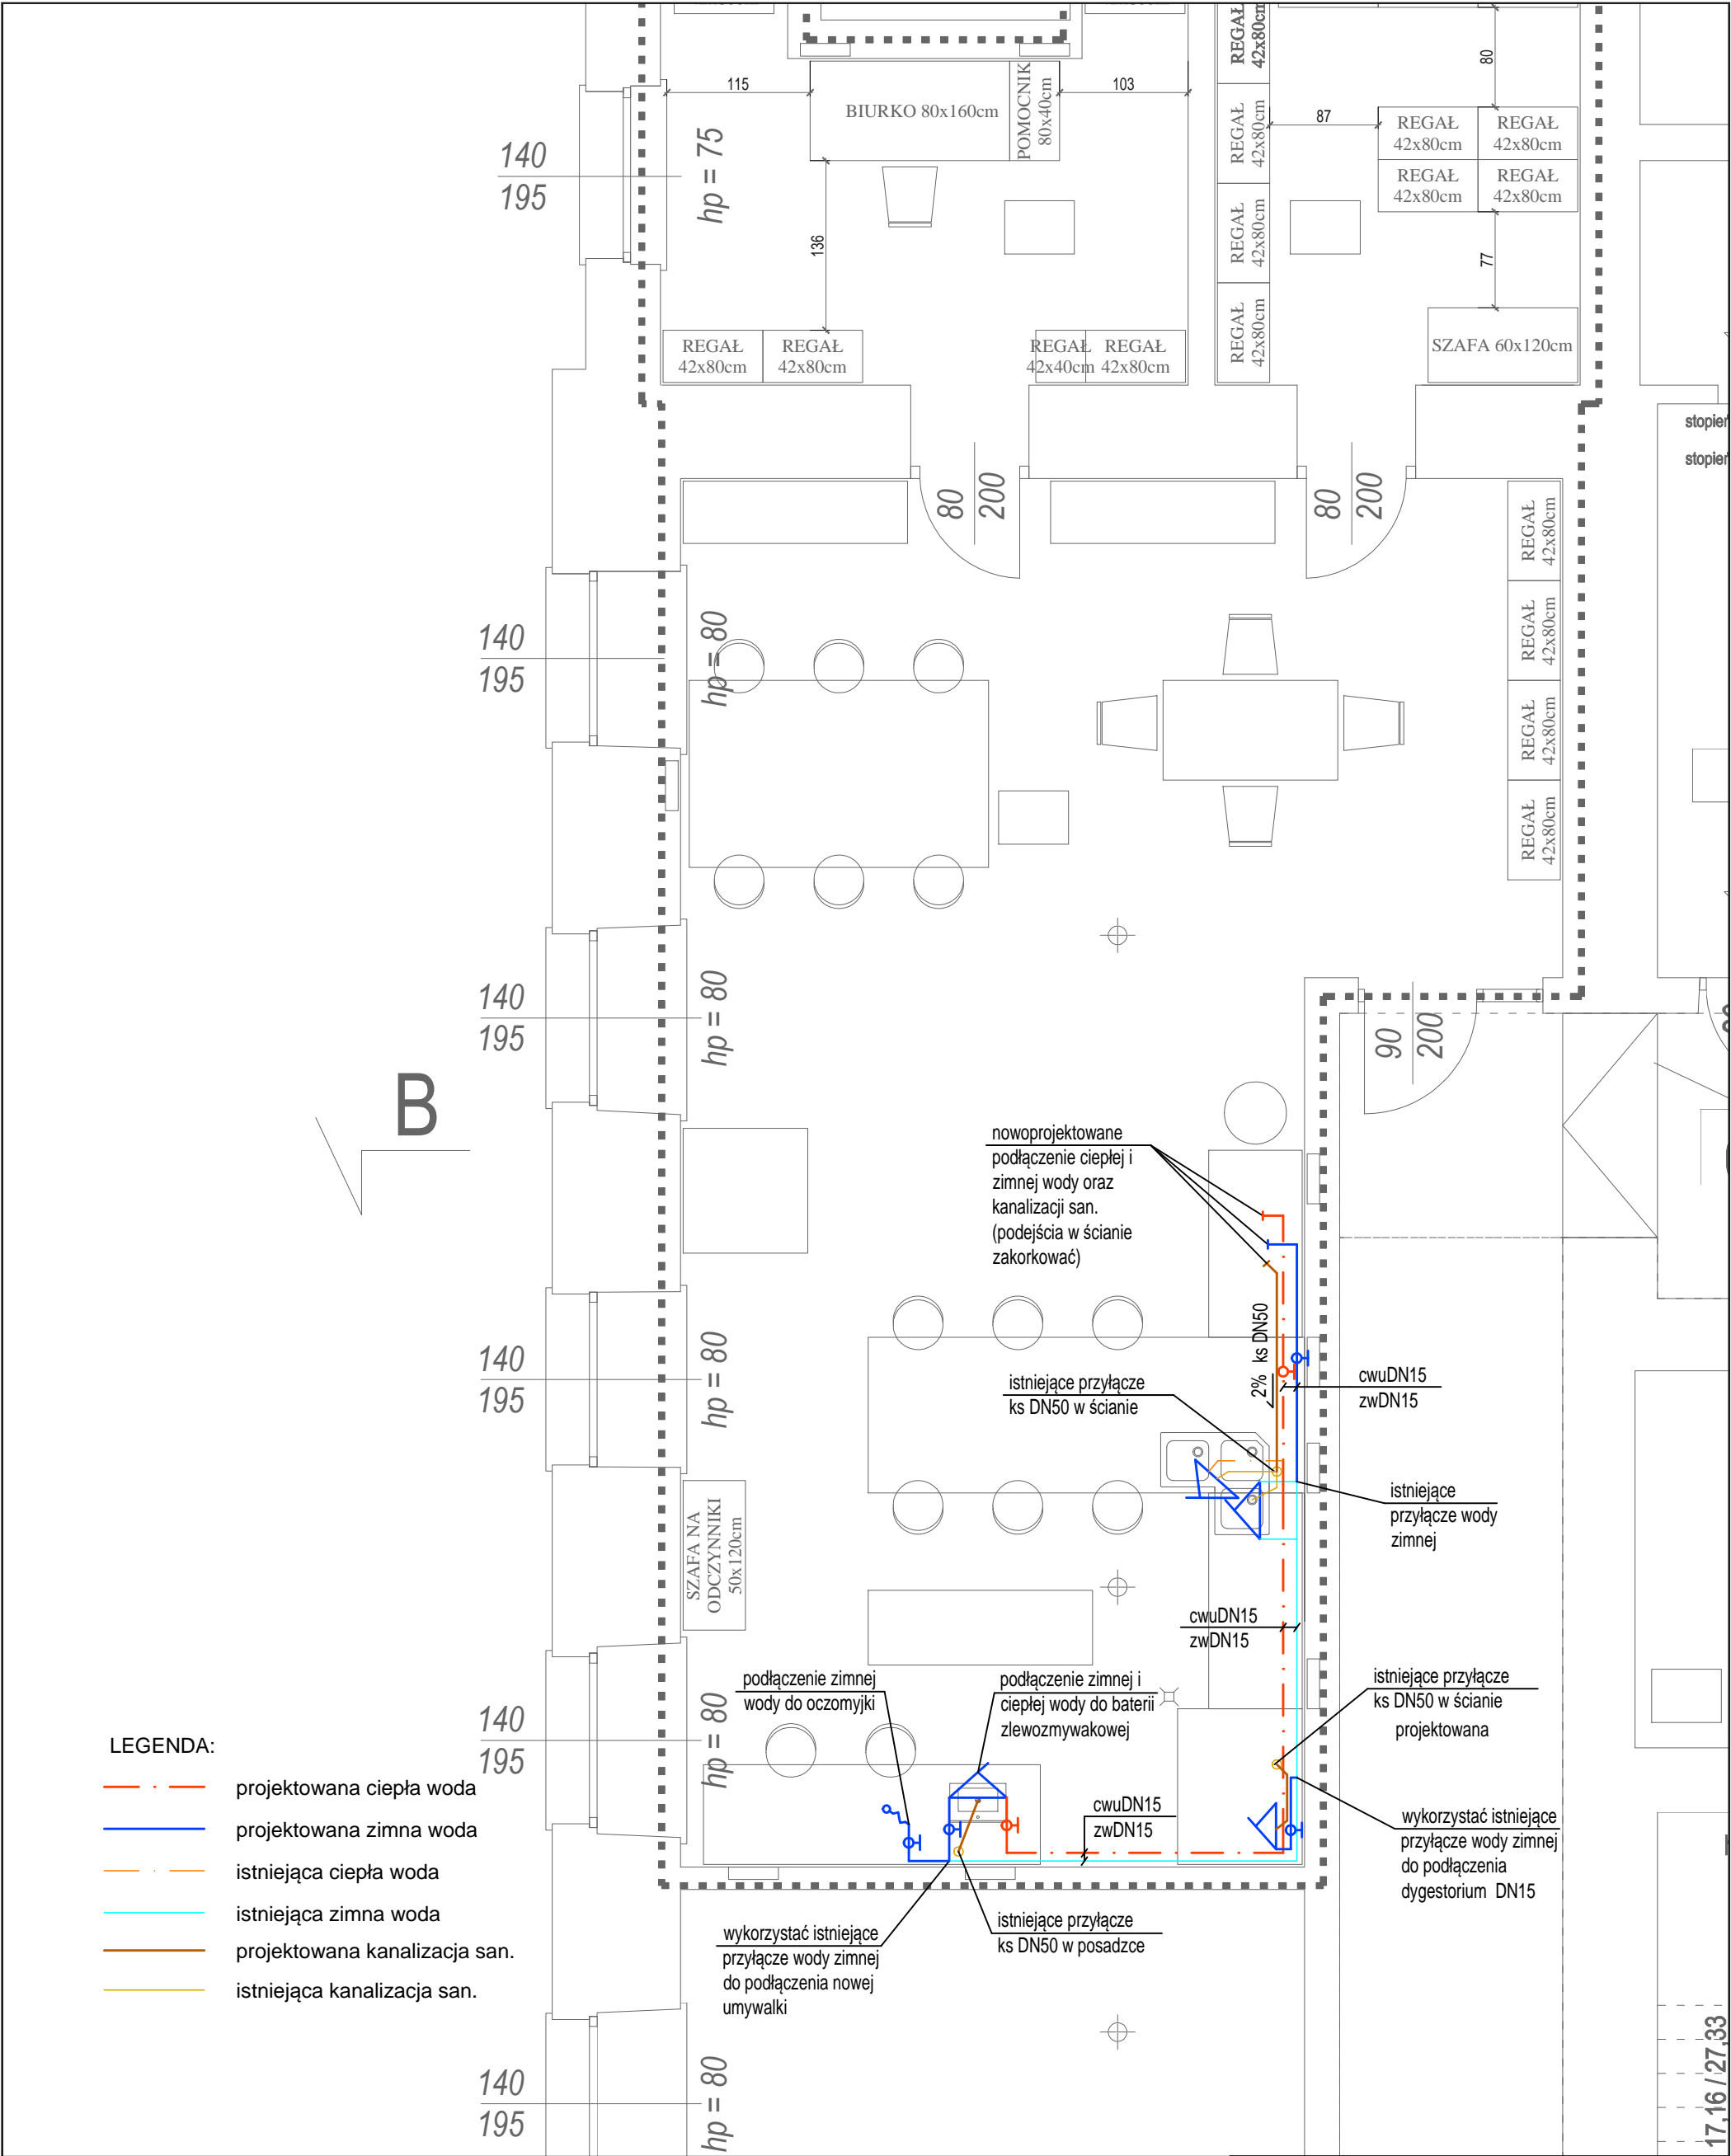 REGAŁ
42x80cm
115
BIURKO 80x160cm
POMOCNIK
80x40cm
103
80
87
REGAŁ
42x80cm
REGAŁ
42x80cm
REGAŁ
42x80cm
REGAŁ
42x80cm
REGAŁ
42x80cm
REGAŁ
42x80cm
REGAŁ
42x80cm
140
195
hp = 75
136
77
REGAŁ
42x80cm
REGAŁ
42x80cm
REGAŁ
42x40cm
REGAŁ
42x80cm
SZAFA 60x120cm
80
200
80
200
REGAŁ
42x80cm
REGAŁ
42x80cm
REGAŁ
42x80cm
REGAŁ
42x80cm
140
195
hp = 80
140
195
hp = 80
90
200
B
nowoprojektowane
podłączenie ciepłej i
zimnej wody oraz
kanalizacji san.
(podejścia w ścianie
zakorkować)
2% ks DN50
140
195
hp = 80
istniejące przyłącze
ks DN50 w ścianie
cwuDN15
zwDN15
istniejące
przyłącze wody
zimnej
SZAFA NA
ODCZYNNIKI
50x120cm
cwuDN15
zwDN15
140
195
hp = 80
podłączenie zimnej
wody do oczomyjki
podłączenie zimnej i
ciepłej wody do baterii
zlewozmywakowej
istniejące przyłącze
ks DN50 w ścianie
projektowana
cwuDN15
zwDN15
wykorzystać istniejące
przyłącze wody zimnej
do podłączenia
dygestorium DN15
wykorzystać istniejące
przyłącze wody zimnej
do podłączenia nowej
umywalki
istniejące przyłącze
ks DN50 w posadzce
LEGENDA:
projektowana ciepła woda
projektowana zimna woda
istniejąca ciepła woda
istniejąca zimna woda
projektowana kanalizacja san.
istniejąca kanalizacja san.
140
195
hp = 80
17,16 / 27,33